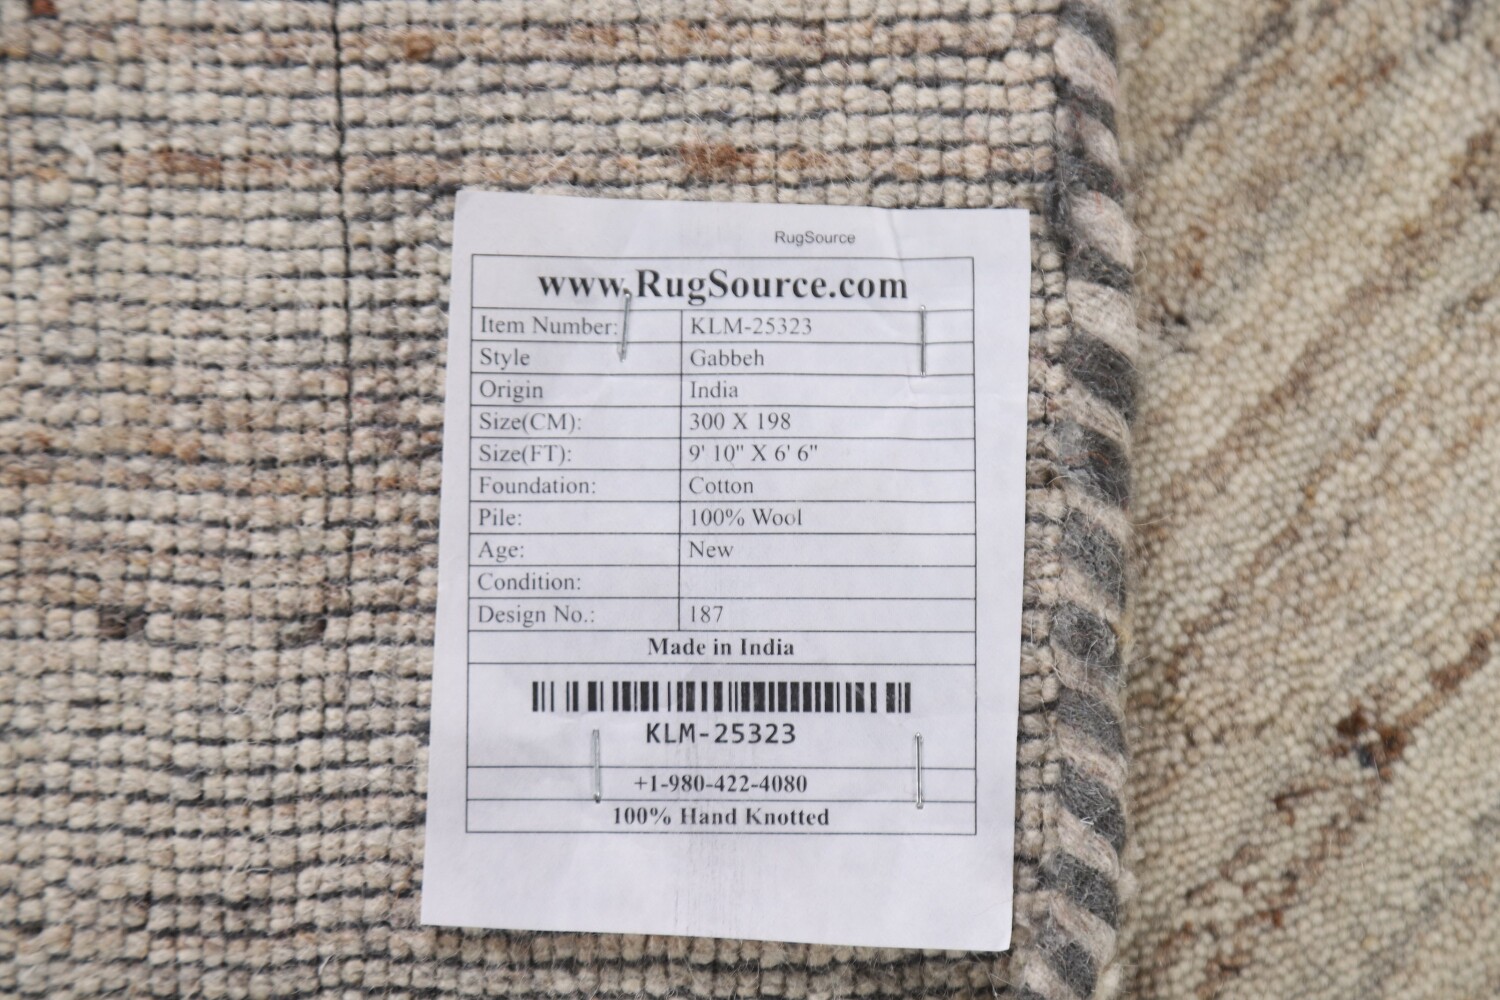 RugSource
www.RugSource.com
Item Number: KLM-25323
Style Gabbeh
Origin India
Size(CM): 300 X 198
Size(FT): 9' 10" X 6' 6"
Foundation: Cotton
Pile: 100% Wool
Age: New
Condition:
Design No.: 187
Made in India
KLM-25323
+1-980-422-4080
100% Hand Knotted